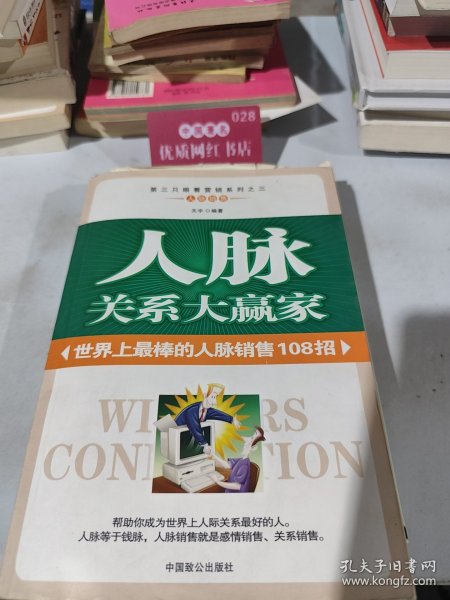 028
优质网红书店
第三只眼看营销系列之三
人脉销售
天宇◎编著
人脉
关系大赢家
世界上最棒的人脉销售108招
WINNERS
CONNECTION
帮助你成为世界上人际关系最好的人。
人脉等于钱脉，人脉销售就是感情销售、关系销售。
中国致公出版社
孔夫子旧书网
www.kongfz.com